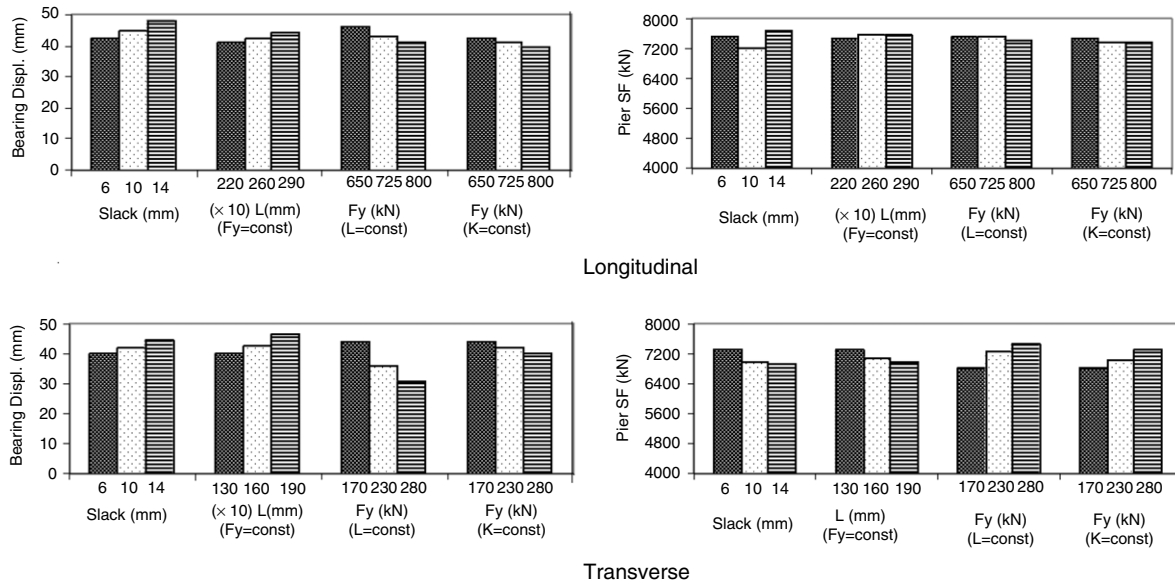 50
40
30
20
10
0
Bearing Displ. (mm)
6 10 14
220 260 290
650 725 800
650 725 800
Slack (mm)
(× 10) L(mm)
(Fy=const)
Fy (kN)
(L=const)
Fy (kN)
(K=const)
8000
7200
6400
5600
4800
4000
Pier SF (kN)
6 10 14
220 260 290
650 725 800
650 725 800
Slack (mm)
(× 10) L(mm)
(Fy=const)
Fy (kN)
(L=const)
Fy (kN)
(K=const)
Longitudinal
50
40
30
20
10
0
Bearing Displ. (mm)
6 10 14
130 160 190
170 230 280
170 230 280
Slack (mm)
(× 10) L(mm)
(Fy=const)
Fy (kN)
(L=const)
Fy (kN)
(K=const)
8000
7200
6400
5600
4800
4000
Pier SF (kN)
6 10 14
130 160 190
170 230 280
170 230 280
Slack (mm)
L (mm)
(Fy=const)
Fy (kN)
(L=const)
Fy (kN)
(K=const)
Transverse